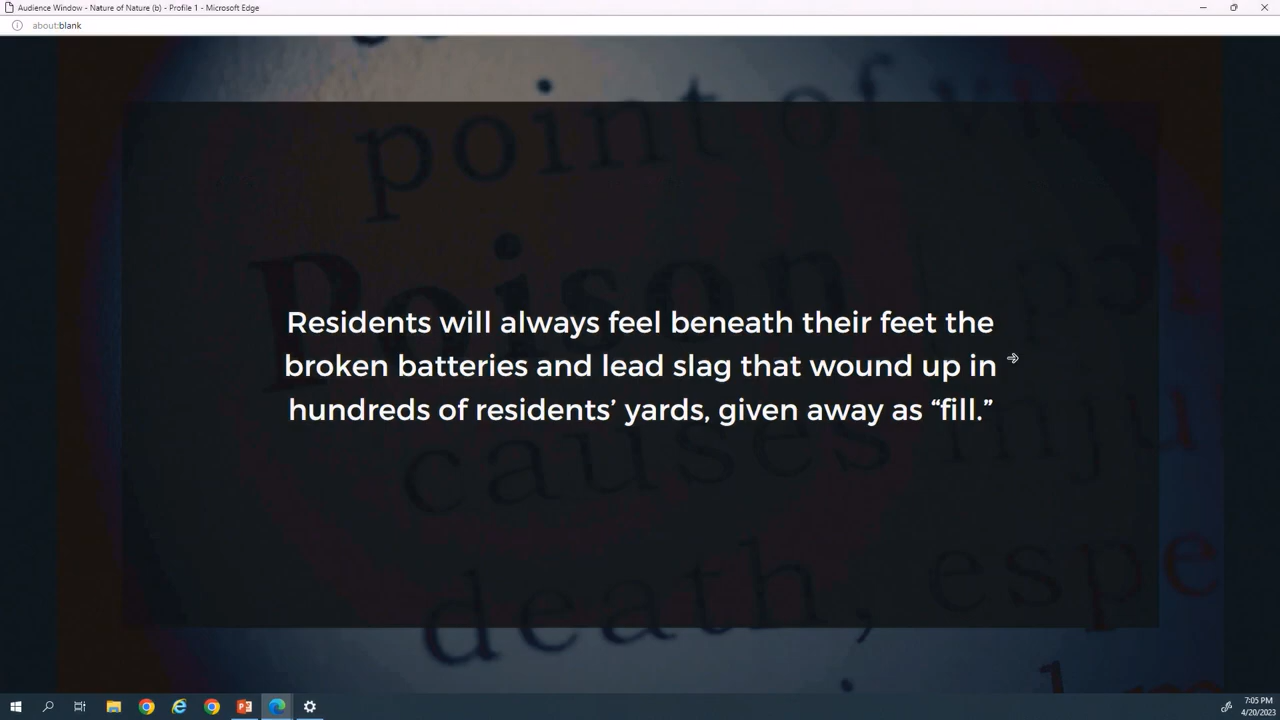 Audience Window - Nature of Nature (b) - Profile 1 - Microsoft Edge
about:blank
point of
Poison
Residents will always feel beneath their feet the
broken batteries and lead slag that wound up in
hundreds of residents’ yards, given away as “fill.”
causes inju
death, espe
7:05 PM
4/20/2023